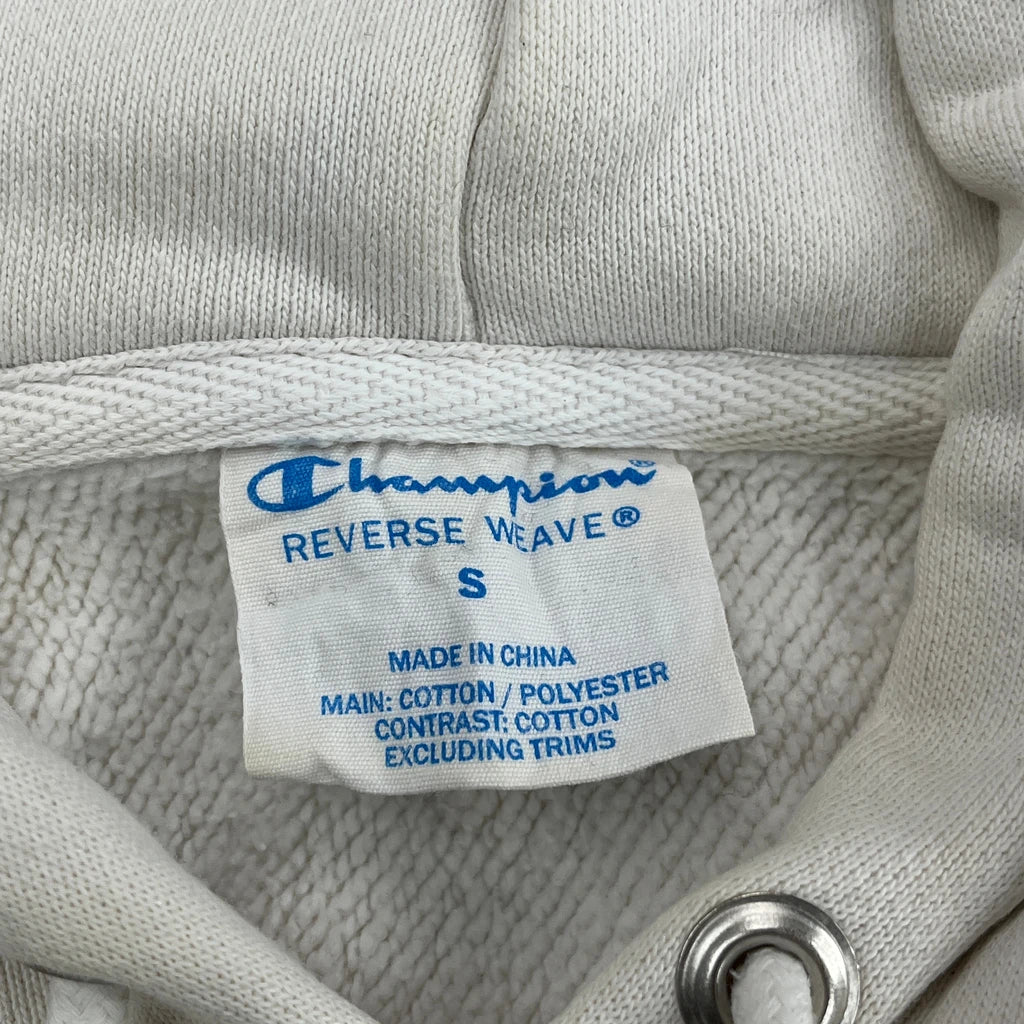 Champion®
REVERSE WEAVE®
S
MADE IN CHINA
MAIN: COTTON / POLYESTER
CONTRAST: COTTON
EXCLUDING TRIMS